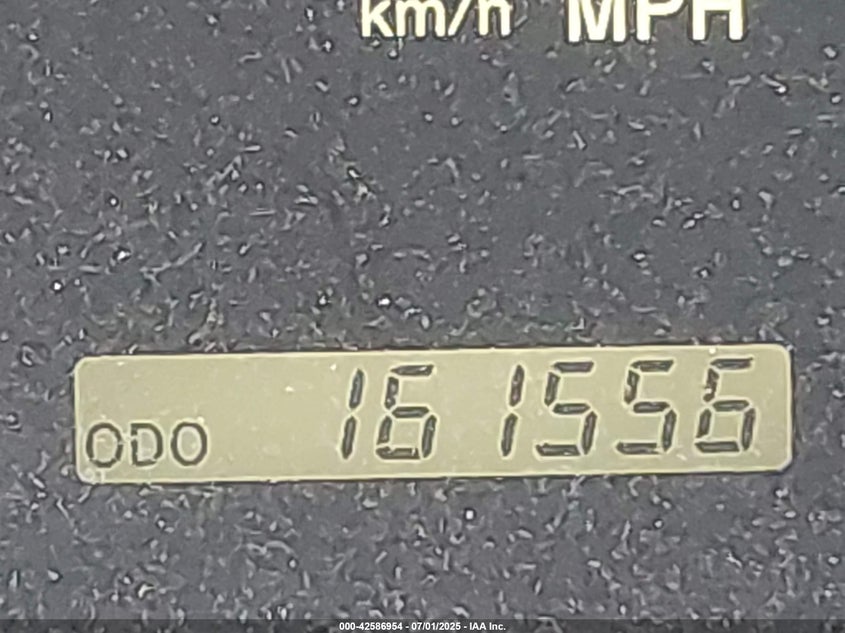 km/h MPH
ODO 161556
000-42586954 - 07/01/2025 - IAA Inc.